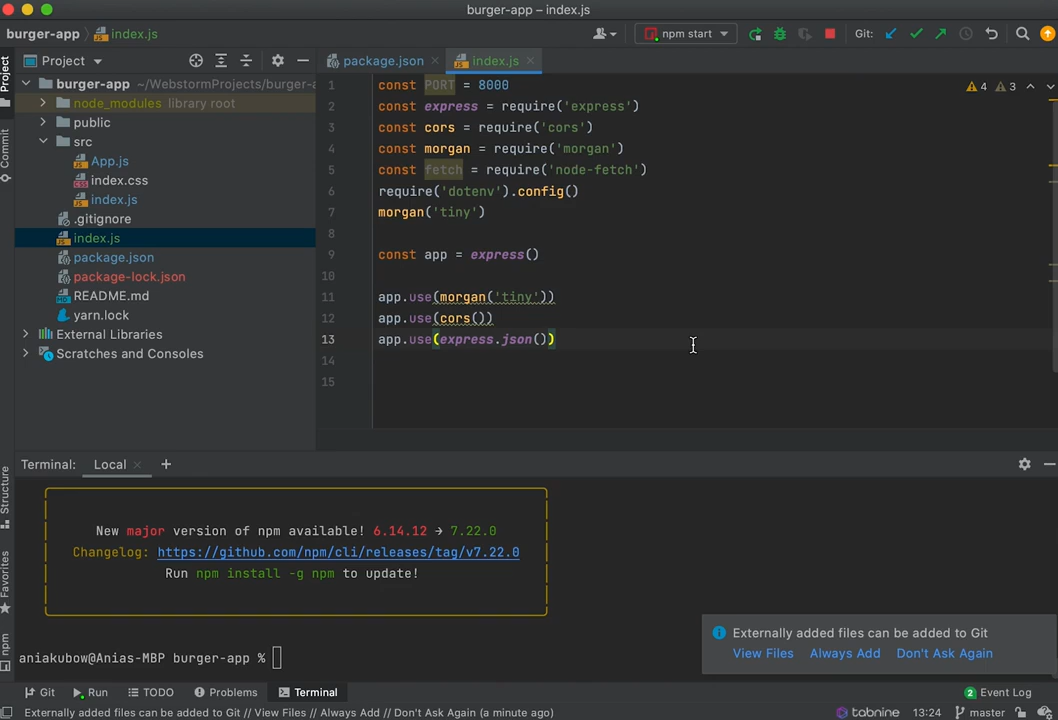 burger-app – index.js
burger-app
index.js
npm start
Git:
Project
Project
package.json
index.js
burger-app ~/WebstormProjects/burger-a
node_modules library root
public
src
App.js
index.css
index.js
.gitignore
index.js
package.json
package-lock.json
README.md
yarn.lock
External Libraries
Scratches and Consoles
Commit
Structure
Favorites
npm
4
3
1 const PORT = 8000
2 const express = require('express')
3 const cors = require('cors')
4 const morgan = require('morgan')
5 const fetch = require('node-fetch')
6 require('dotenv').config()
7 morgan('tiny')
8
9 const app = express()
10
11 app.use(morgan('tiny'))
12 app.use(cors())
13 app.use(express.json())
14
15
Terminal: Local
New major version of npm available! 6.14.12 → 7.22.0
Changelog: https://github.com/npm/cli/releases/tag/v7.22.0
Run npm install -g npm to update!
aniakubow@Anias-MBP burger-app %
Externally added files can be added to Git
View Files Always Add Don't Ask Again
Git Run TODO Problems Terminal
2 Event Log
Externally added files can be added to Git // View Files // Always Add // Don't Ask Again (a minute ago)
tabnine 13:24 master